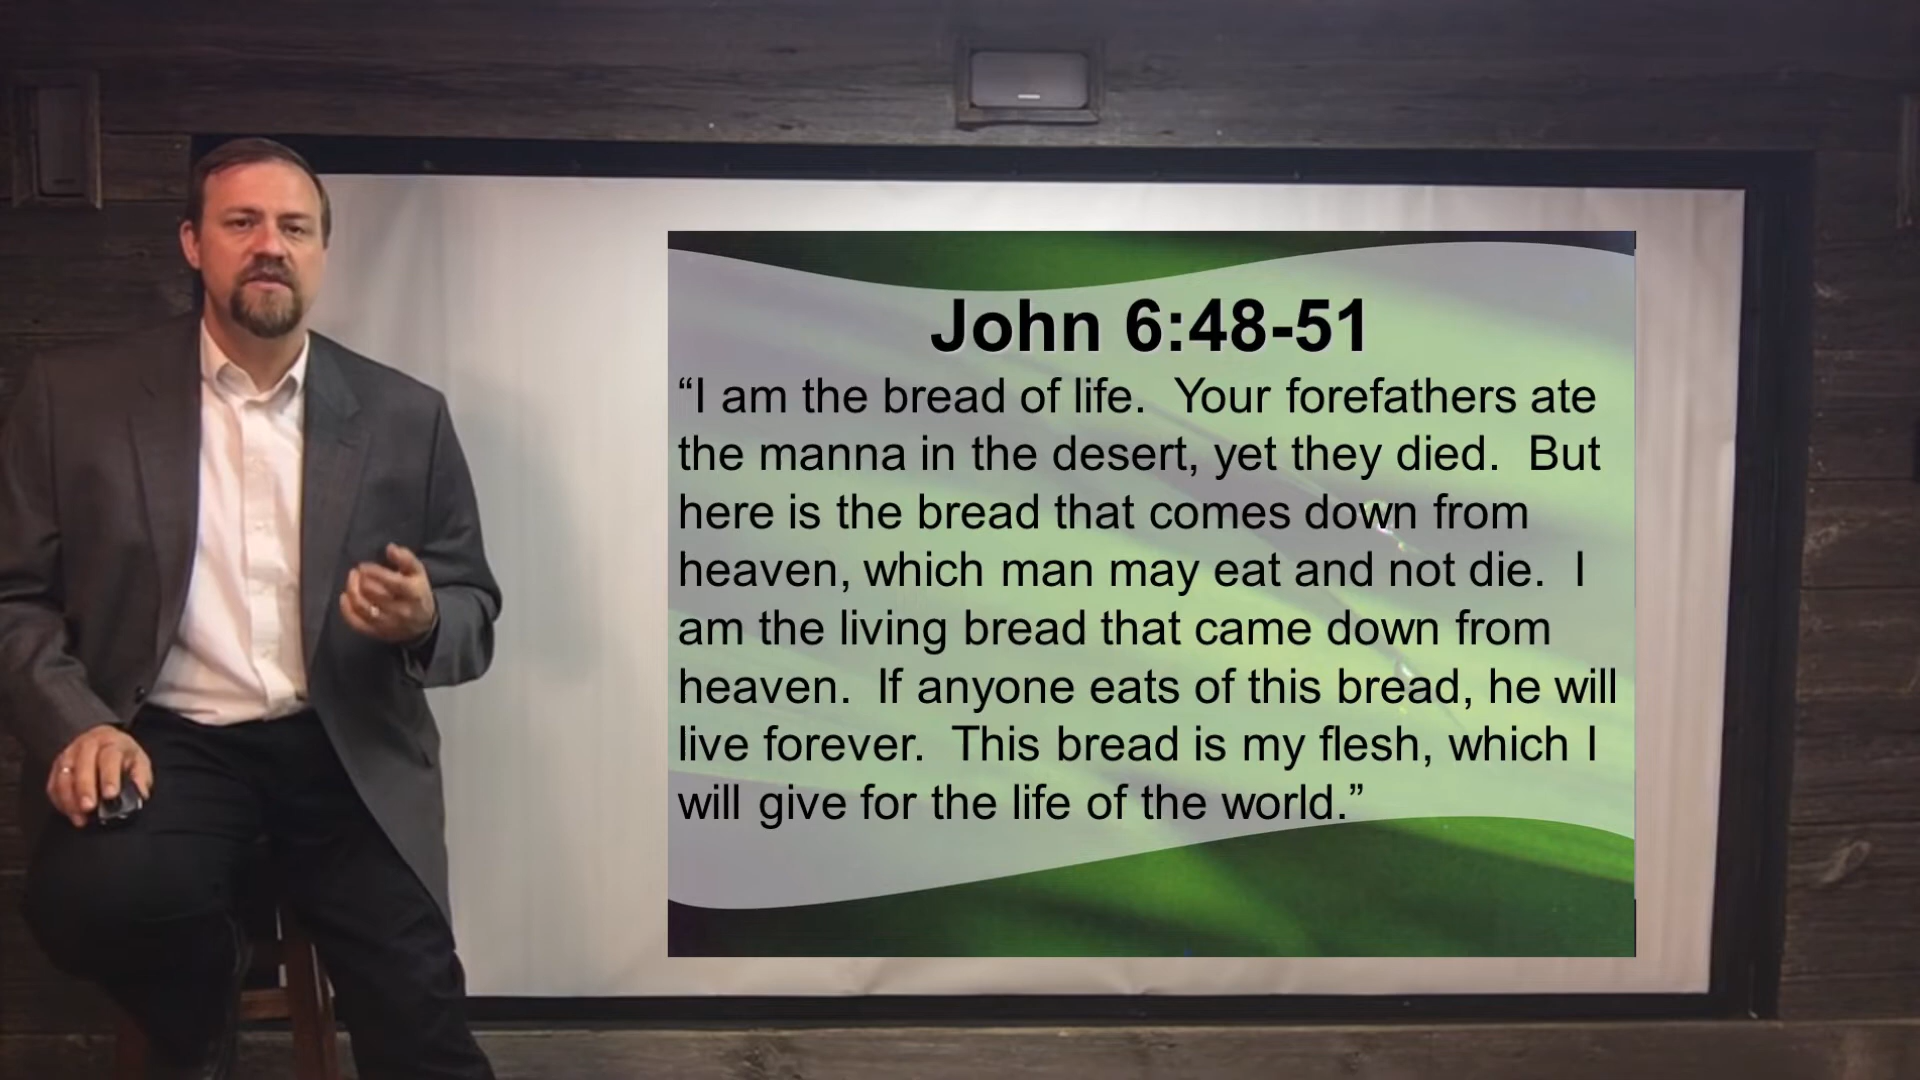 John 6:48-51
“I am the bread of life.  Your forefathers ate
the manna in the desert, yet they died.  But
here is the bread that comes down from
heaven, which man may eat and not die.  I
am the living bread that came down from
heaven.  If anyone eats of this bread, he will
live forever.  This bread is my flesh, which I
will give for the life of the world.”